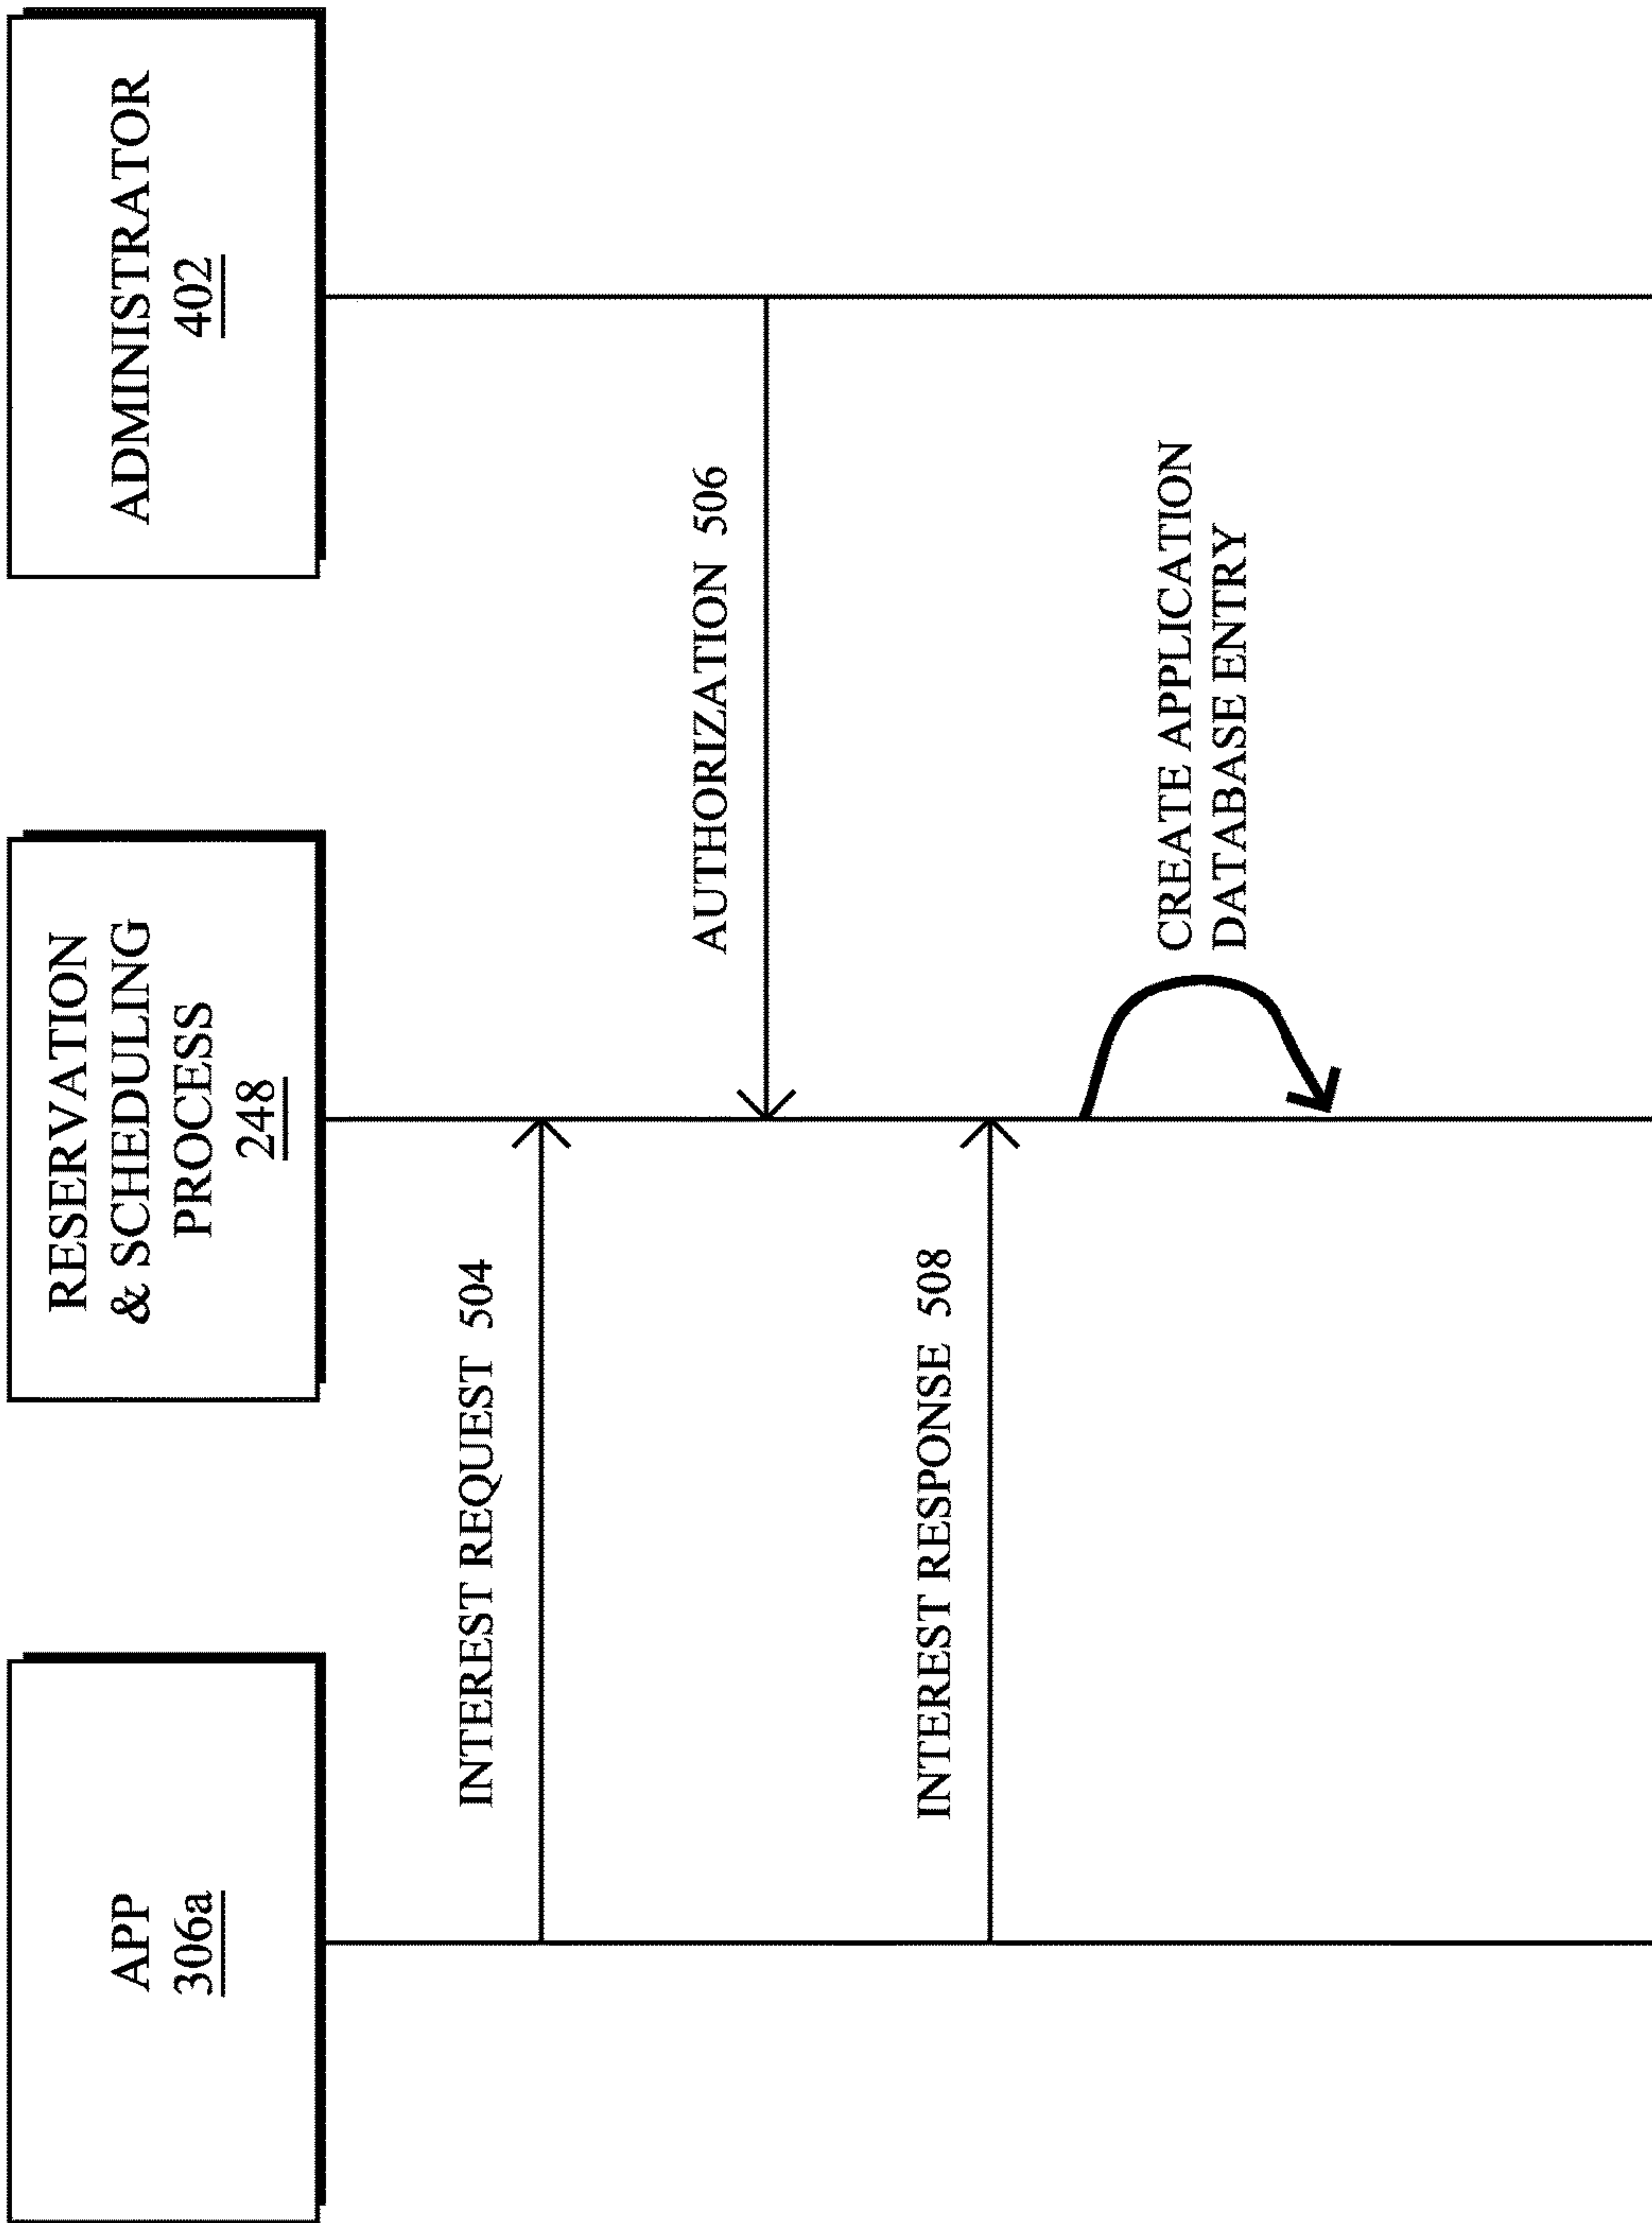 APP
306a
RESERVATION
& SCHEDULING
PROCESS
248
ADMINISTRATOR
402
INTEREST REQUEST 504
AUTHORIZATION 506
INTEREST RESPONSE 508
CREATE APPLICATION
DATABASE ENTRY